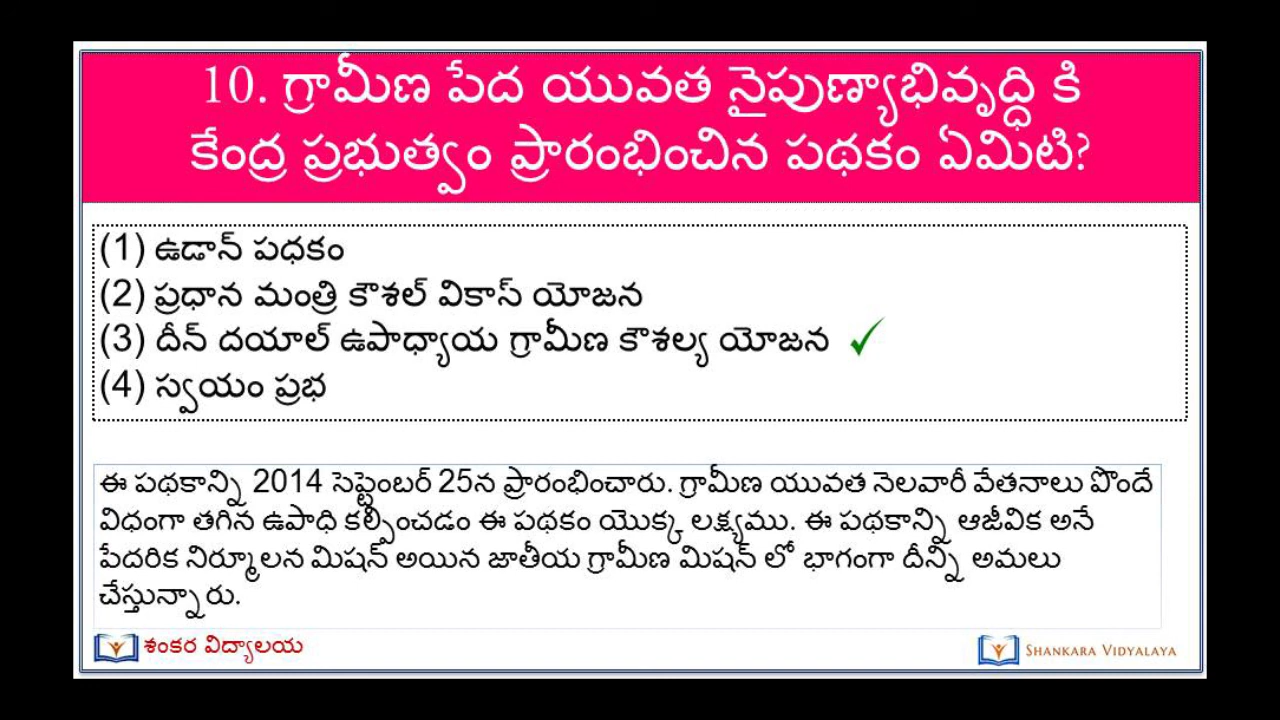 10. గ్రామీణ పేద యువత నైపుణ్యాభివృద్ధి కి
కేంద్ర ప్రభుత్వం ప్రారంభించిన పథకం ఏమిటి?
(1) ఉడాన్ పధకం
(2) ప్రధాన మంత్రి కౌశల్ వికాస్ యోజన
(3) దీన్ దయాల్ ఉపాధ్యాయ గ్రామీణ కౌశల్య యోజన ✓
(4) స్వయం ప్రభ
ఈ పథకాన్ని 2014 సెప్టెంబర్ 25న ప్రారంభించారు. గ్రామీణ యువత నెలవారీ వేతనాలు పొందే
విధంగా తగిన ఉపాధి కల్పించడం ఈ పథకం యొక్క లక్ష్యము. ఈ పథకాన్ని ఆజీవిక అనే
పేదరిక నిర్మూలన మిషన్ అయిన జాతీయ గ్రామీణ మిషన్ లో భాగంగా దీన్ని అమలు
చేస్తున్నారు.
శంకర విద్యాలయ
SHANKARA VIDYALAYA